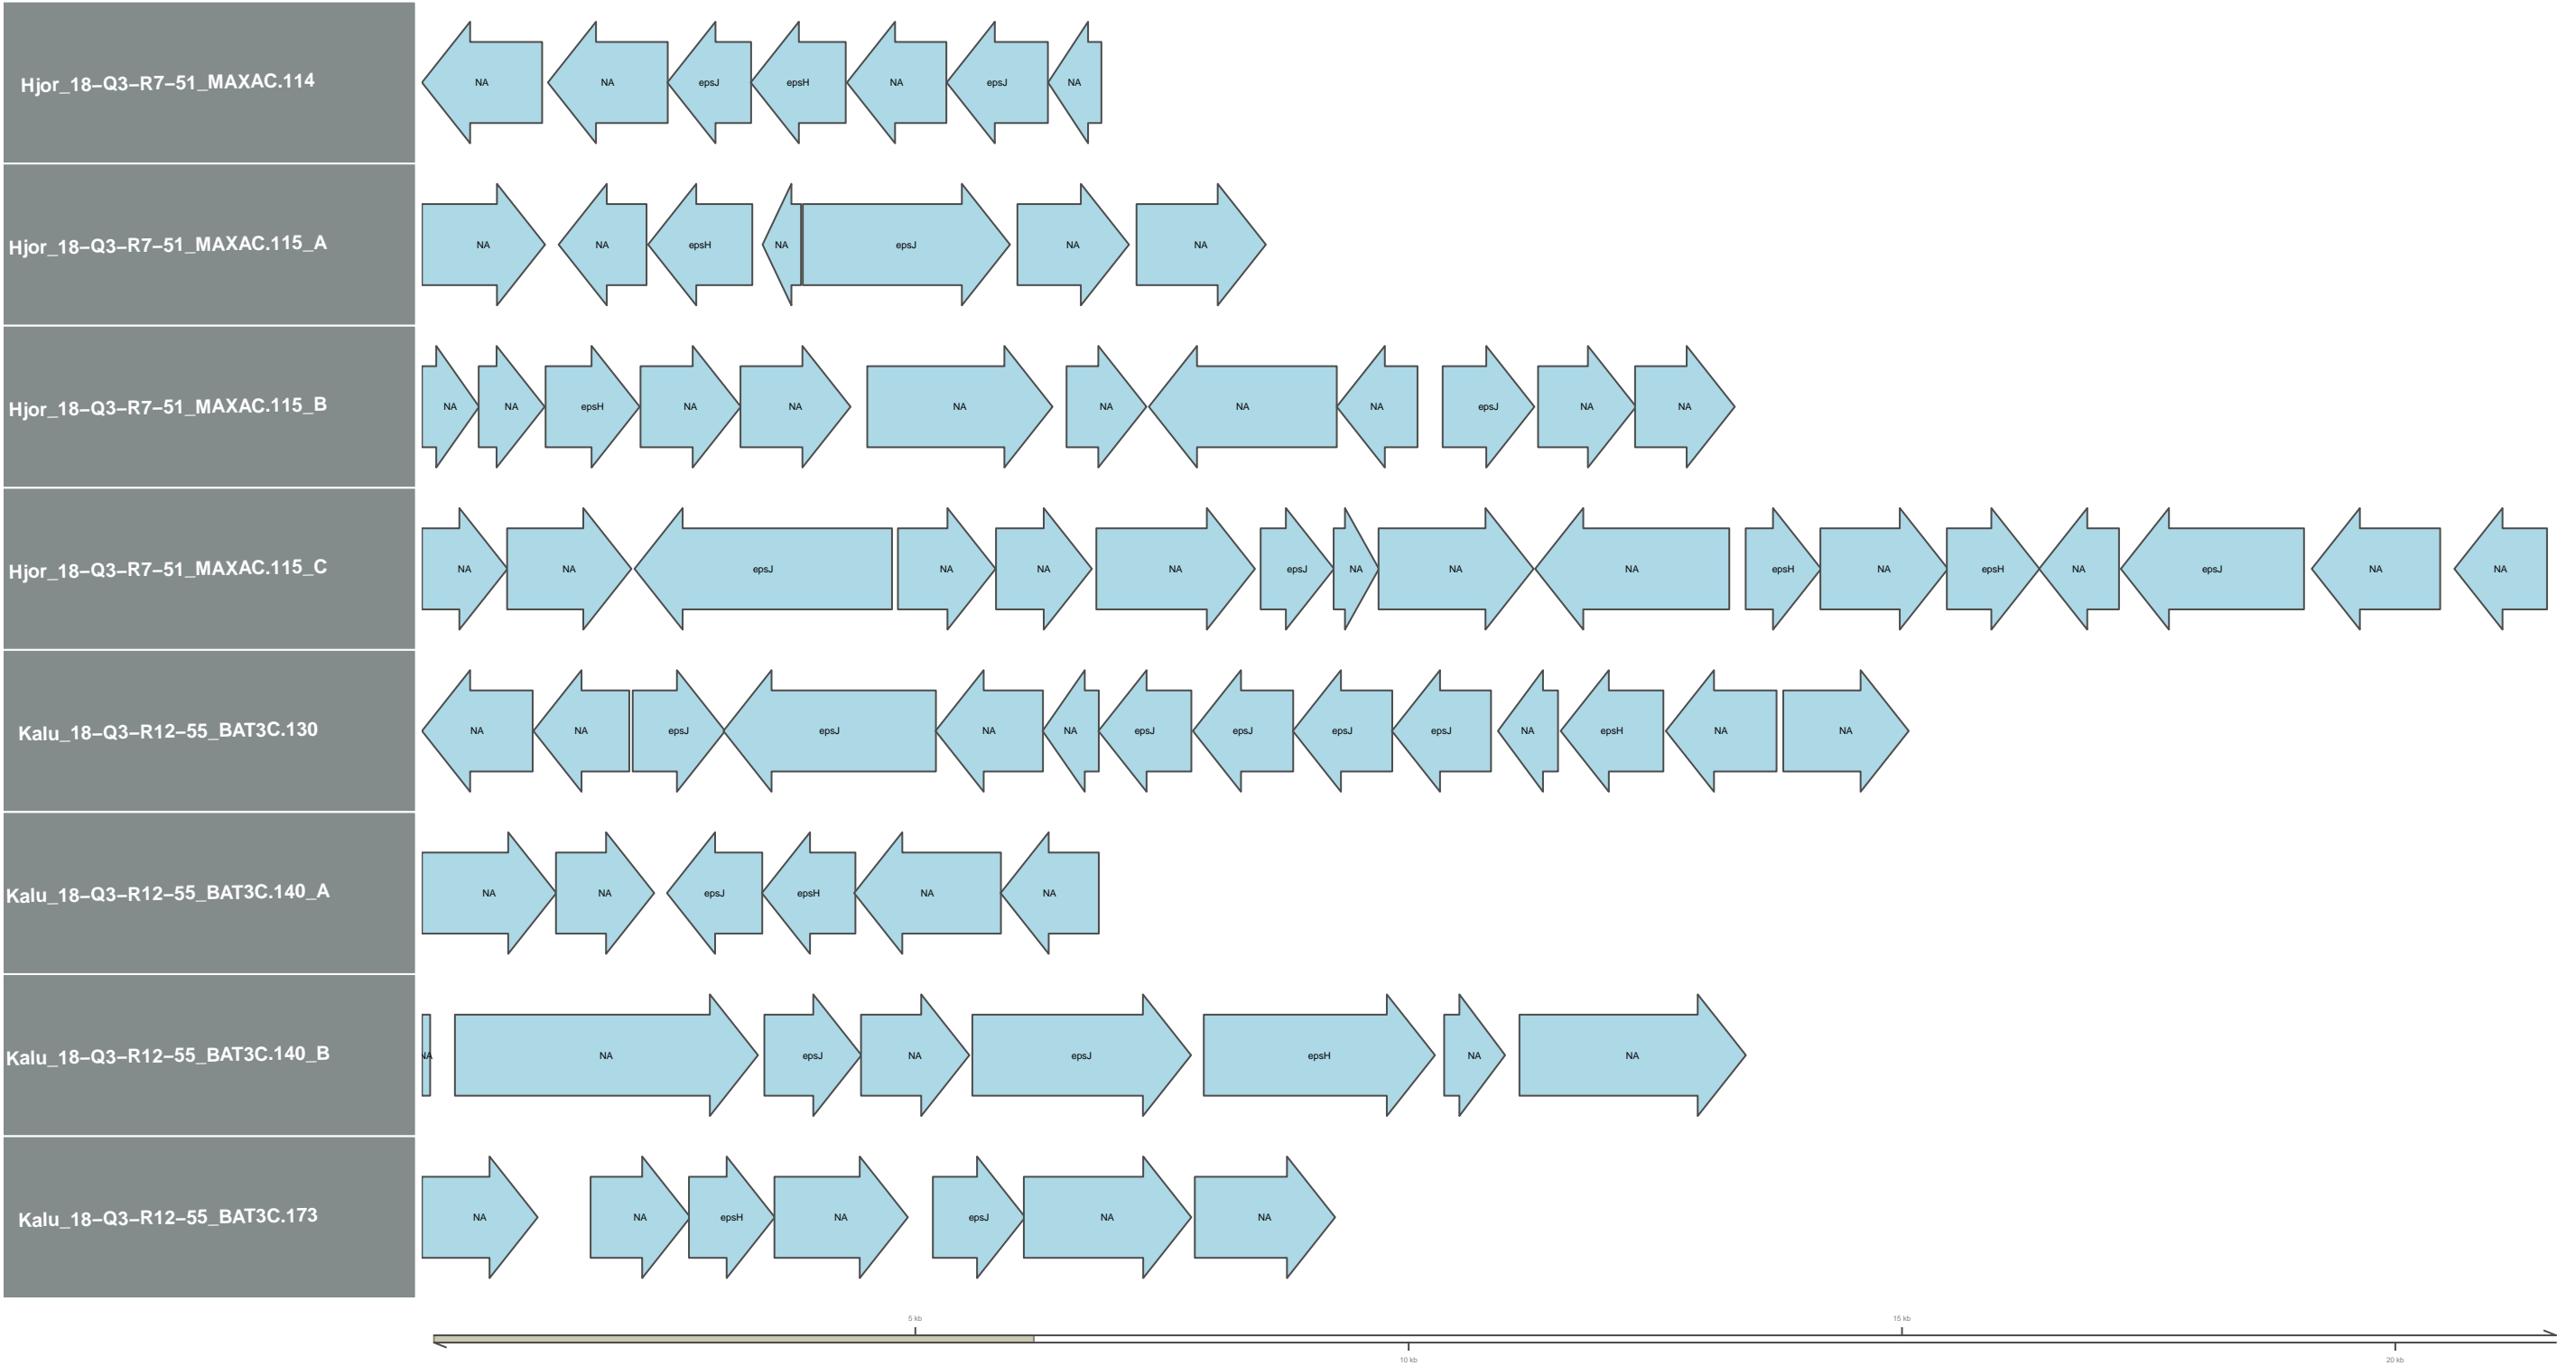 Hjor_18–Q3–R7–51_MAXAC.114
NA NA epsJ epsH NA epsJ NA
Hjor_18–Q3–R7–51_MAXAC.115_A
NA NA epsH NA epsJ NA NA
Hjor_18–Q3–R7–51_MAXAC.115_B
NA NA epsH NA NA NA NA NA NA epsJ NA NA
Hjor_18–Q3–R7–51_MAXAC.115_C
NA NA epsJ NA NA NA epsJ NA NA NA epsH NA epsH NA epsJ NA NA
Kalu_18–Q3–R12–55_BAT3C.130
NA NA epsJ epsJ NA NA epsJ epsJ epsJ epsJ NA epsH NA NA
Kalu_18–Q3–R12–55_BAT3C.140_A
NA NA epsJ epsH NA NA
Kalu_18–Q3–R12–55_BAT3C.140_B
NA NA epsJ NA epsJ epsH NA NA
Kalu_18–Q3–R12–55_BAT3C.173
NA NA epsH NA epsJ NA NA
5 kb 15 kb
10 kb 20 kb